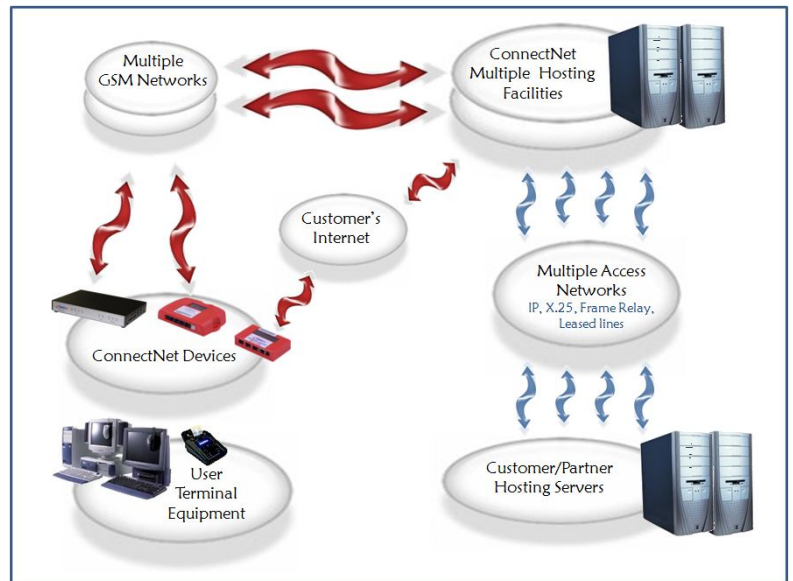 Multiple
GSM Networks
ConnectNet
Multiple Hosting
Facilities
Customer's
Internet
Multiple Access
Networks
IP, X.25, Frame Relay,
Leased lines
ConnectNet Devices
User
Terminal
Equipment
Customer/Partner
Hosting Servers